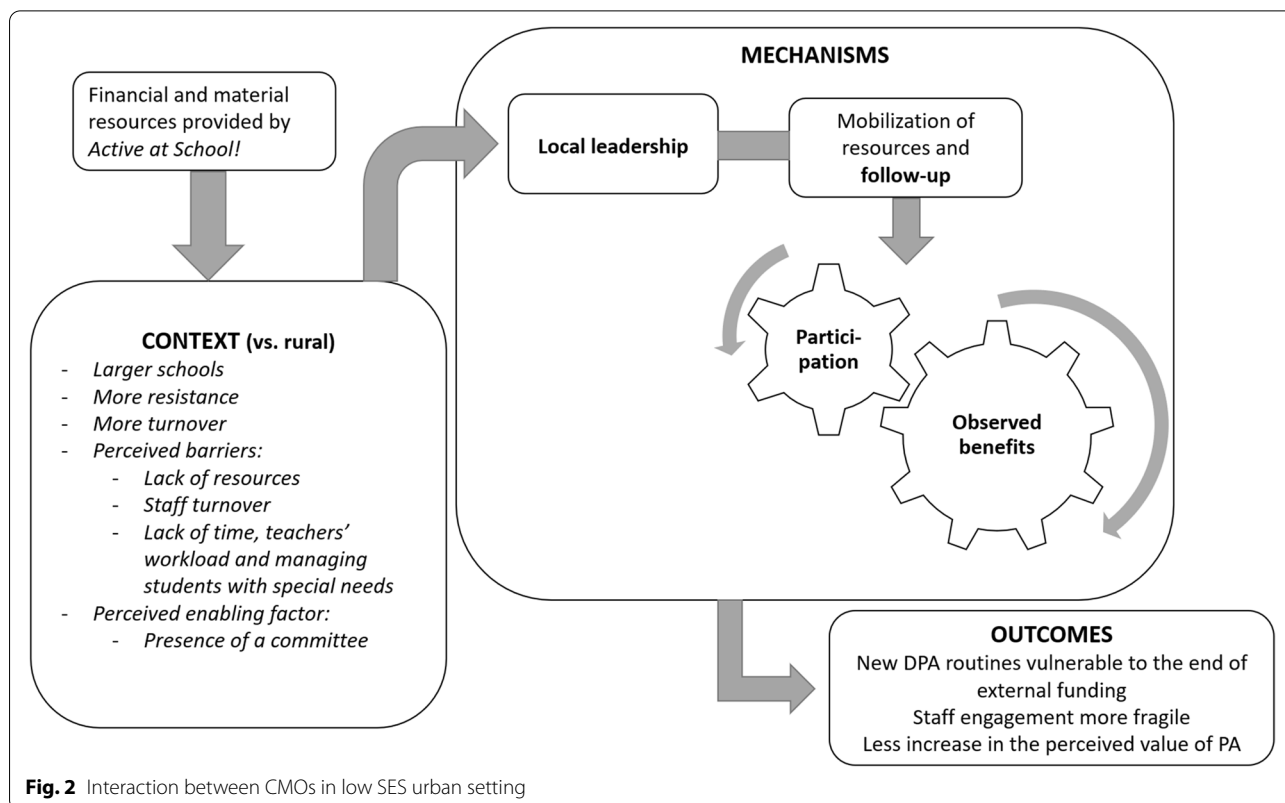 Financial and material
resources provided by
Active at School!
CONTEXT (vs. rural)
- Larger schools
- More resistance
- More turnover
- Perceived barriers:
- Lack of resources
- Staff turnover
- Lack of time, teachers’
workload and managing
students with special needs
- Perceived enabling factor:
- Presence of a committee
MECHANISMS
Local leadership
Mobilization of
resources and
follow-up
Partici-
pation
Observed
benefits
OUTCOMES
New DPA routines vulnerable to the end of
external funding
Staff engagement more fragile
Less increase in the perceived value of PA
Fig. 2 Interaction between CMOs in low SES urban setting